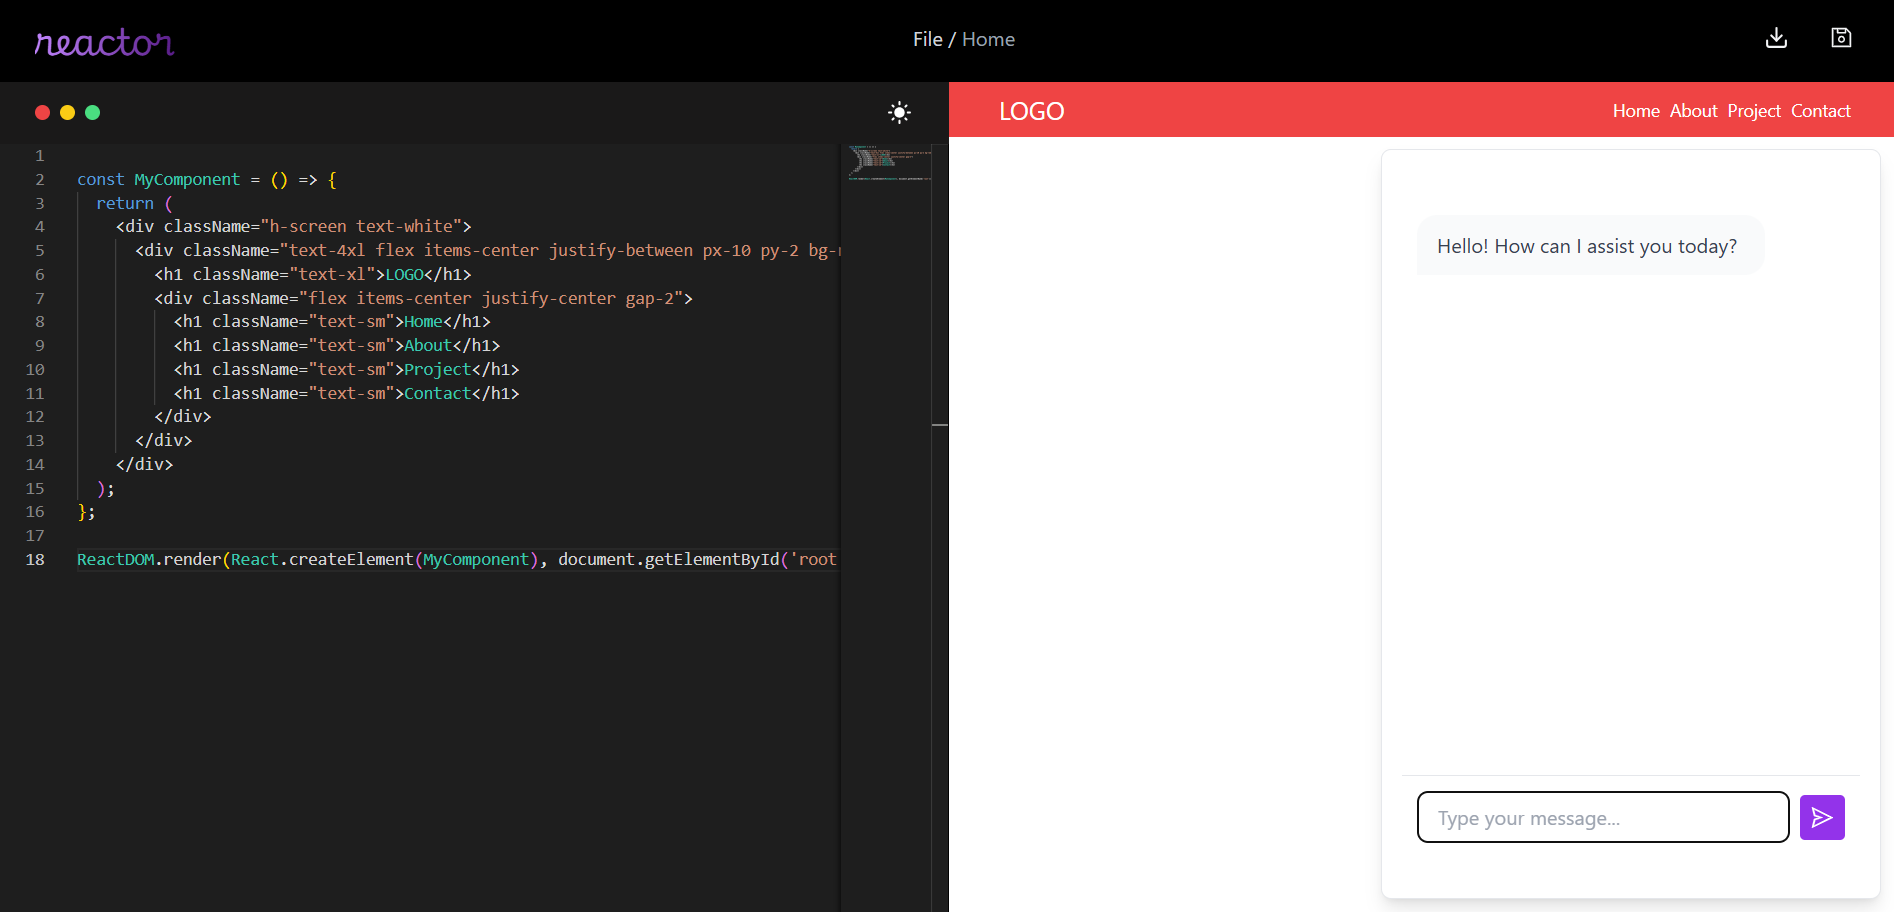 reactor
File / Home
1
2 const MyComponent = () => {
3 return (
4 <div className="h-screen text-white">
5 <div className="text-4xl flex items-center justify-between px-10 py-2 bg-r
6 <h1 className="text-xl">LOGO</h1>
7 <div className="flex items-center justify-center gap-2">
8 <h1 className="text-sm">Home</h1>
9 <h1 className="text-sm">About</h1>
10 <h1 className="text-sm">Project</h1>
11 <h1 className="text-sm">Contact</h1>
12 </div>
13 </div>
14 </div>
15 );
16 };
17
18 ReactDOM.render(React.createElement(MyComponent), document.getElementById('root
LOGO
Home About Project Contact
Hello! How can I assist you today?
Type your message...